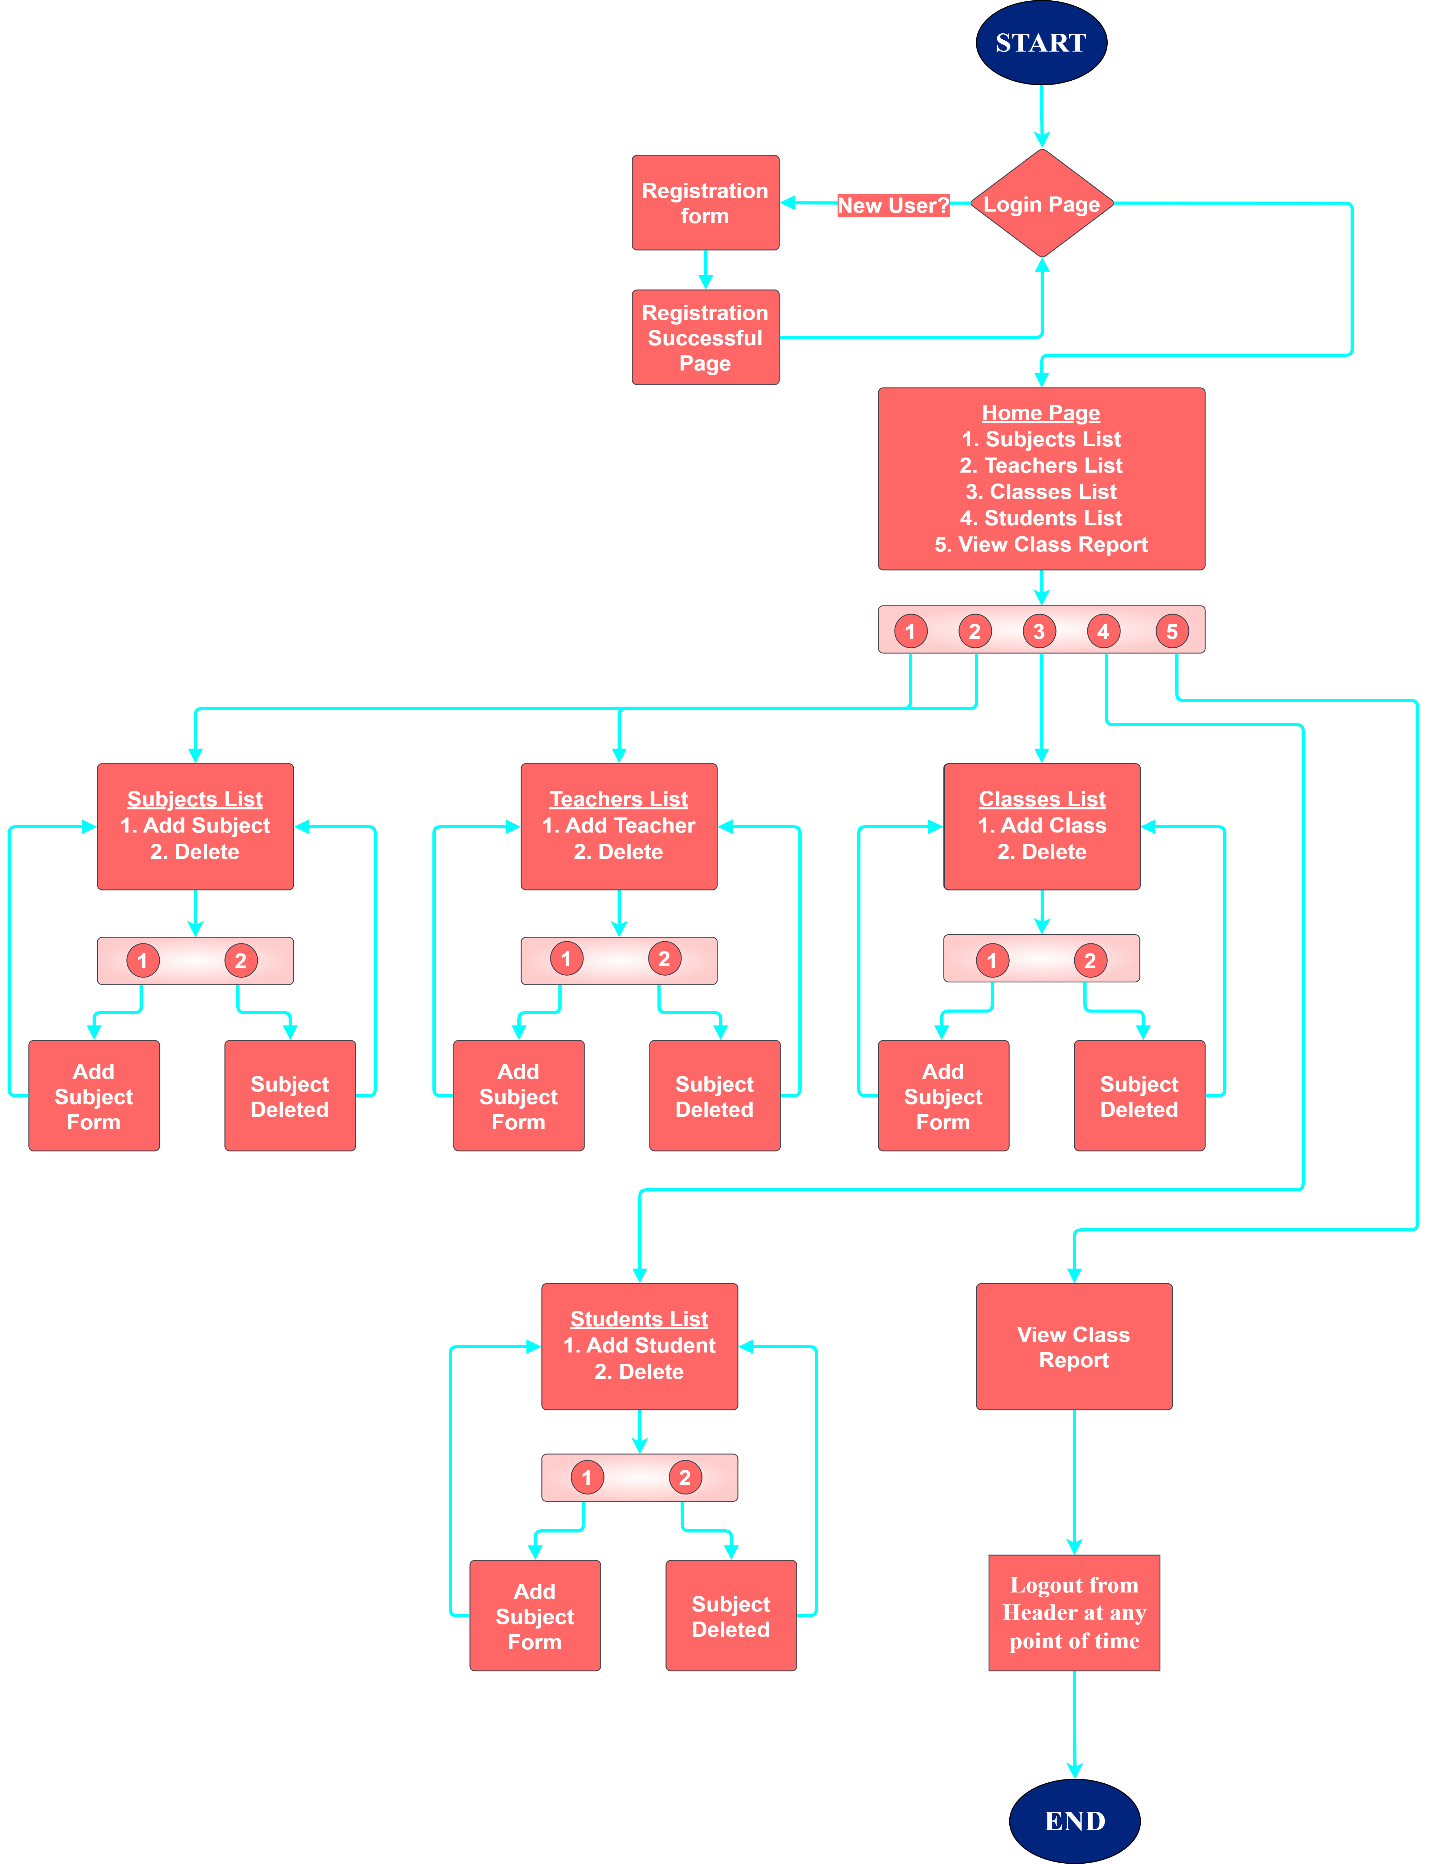 START
Login Page
New User?
Registration
form
Registration
Successful
Page
Home Page
1. Subjects List
2. Teachers List
3. Classes List
4. Students List
5. View Class Report
1 2 3 4 5
Subjects List
1. Add Subject
2. Delete
1 2
Add
Subject
Form
Subject
Deleted
Teachers List
1. Add Teacher
2. Delete
1 2
Add
Subject
Form
Subject
Deleted
Classes List
1. Add Class
2. Delete
1 2
Add
Subject
Form
Subject
Deleted
Students List
1. Add Student
2. Delete
1 2
Add
Subject
Form
Subject
Deleted
View Class
Report
Logout from
Header at any
point of time
END